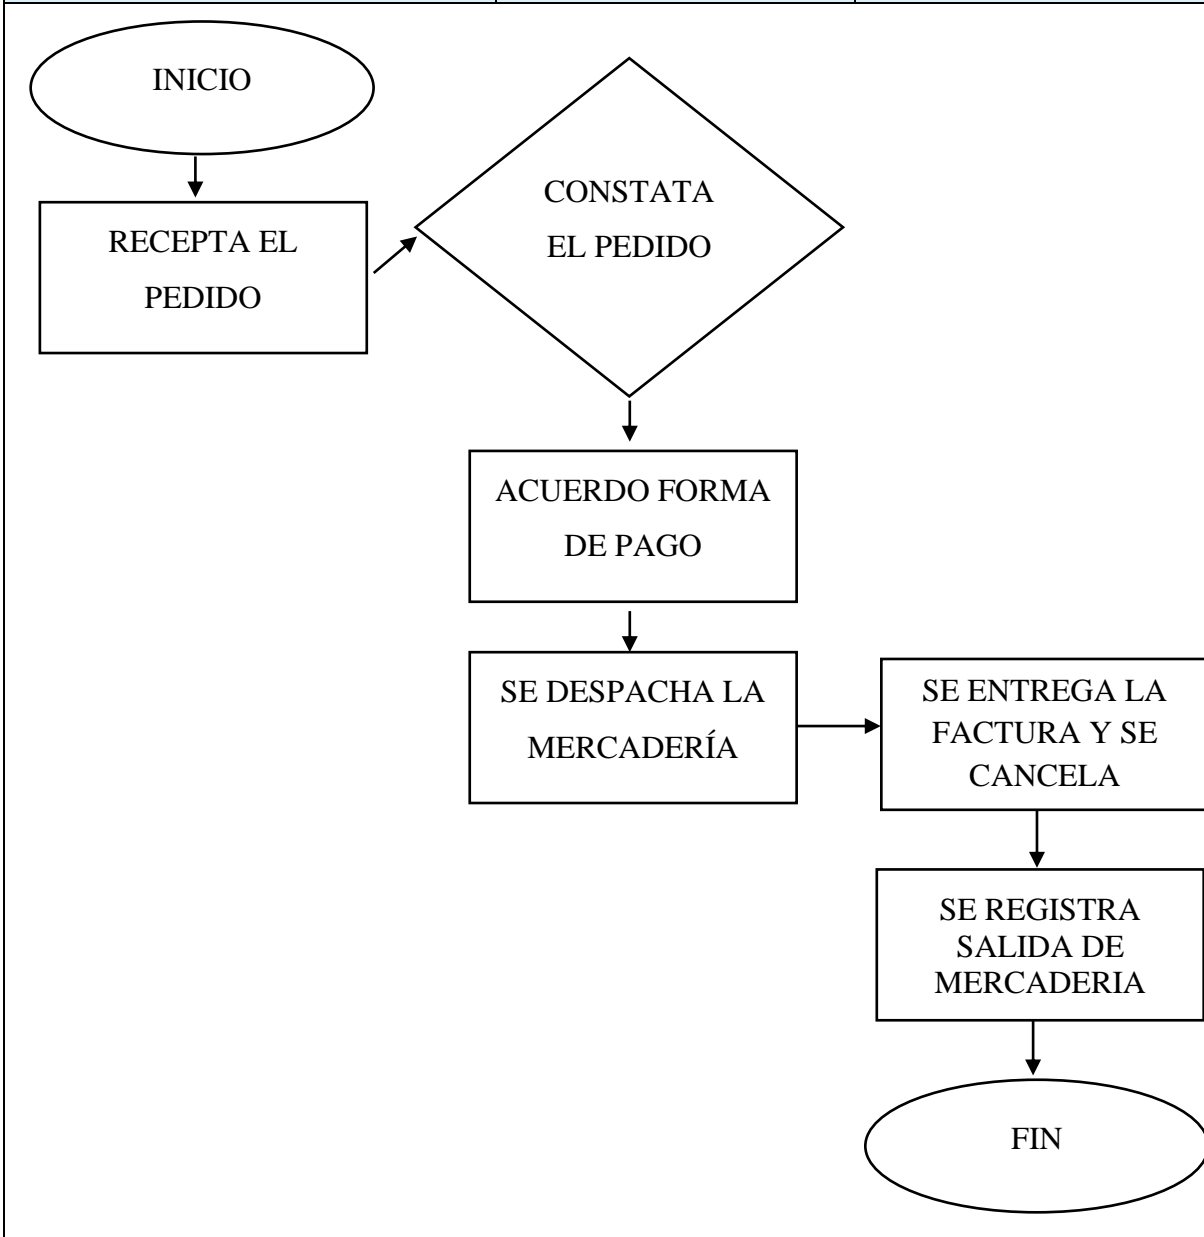 INICIO
RECEPTA EL
PEDIDO
CONSTATA
EL PEDIDO
ACUERDO FORMA
DE PAGO
SE DESPACHA LA
MERCADERÍA
SE ENTREGA LA
FACTURA Y SE
CANCELA
SE REGISTRA
SALIDA DE
MERCADERIA
FIN